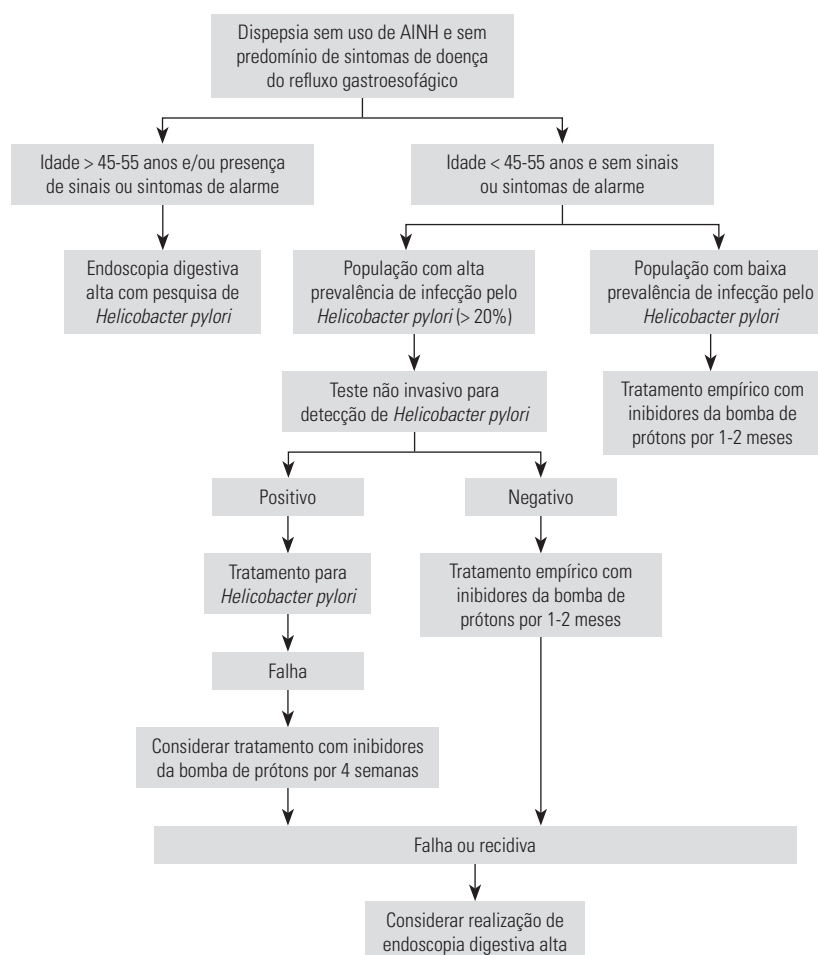 Dispepsia sem uso de AINH e sem
predomínio de sintomas de doença
do refluxo gastroesofágico
Idade > 45-55 anos e/ou presença
de sinais ou sintomas de alarme
Idade < 45-55 anos e sem sinais
ou sintomas de alarme
Endoscopia digestiva
alta com pesquisa de
Helicobacter pylori
População com alta
prevalência de infecção pelo
Helicobacter pylori (> 20%)
População com baixa
prevalência de infecção pelo
Helicobacter pylori
Teste não invasivo para
detecção de Helicobacter pylori
Tratamento empírico com
inibidores da bomba de
prótons por 1-2 meses
Positivo
Negativo
Tratamento para
Helicobacter pylori
Tratamento empírico com
inibidores da bomba de
prótons por 1-2 meses
Falha
Considerar tratamento com inibidores
da bomba de prótons por 4 semanas
Falha ou recidiva
Considerar realização de
endoscopia digestiva alta